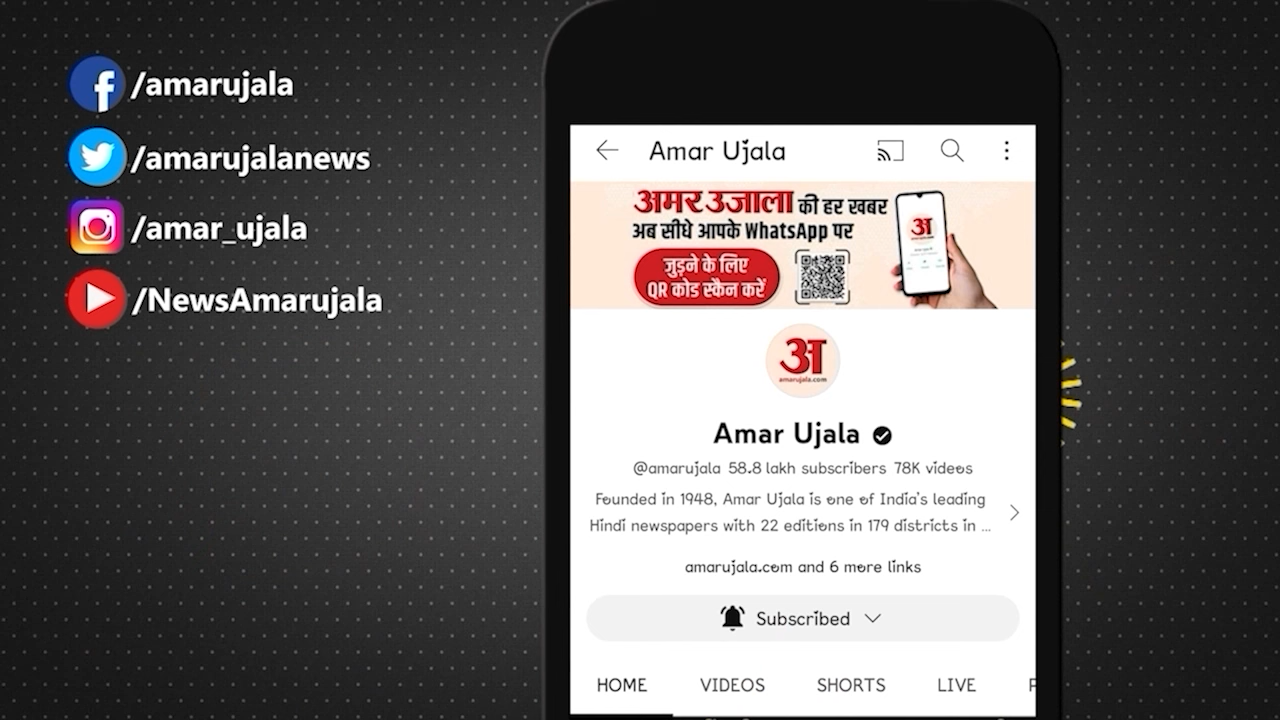 /amarujala
/amarujalanews
/amar_ujala
/NewsAmarujala
Amar Ujala
अमर उजाला की हर खबर
अब सीधे आपके WhatsApp पर
जुड़ने के लिए
QR कोड स्कैन करें
अ
अ
amarujala.com
Amar Ujala
@amarujala 58.8 lakh subscribers 78K videos
Founded in 1948, Amar Ujala is one of India's leading
Hindi newspapers with 22 editions in 179 districts in ...
amarujala.com and 6 more links
Subscribed
HOME VIDEOS SHORTS LIVE